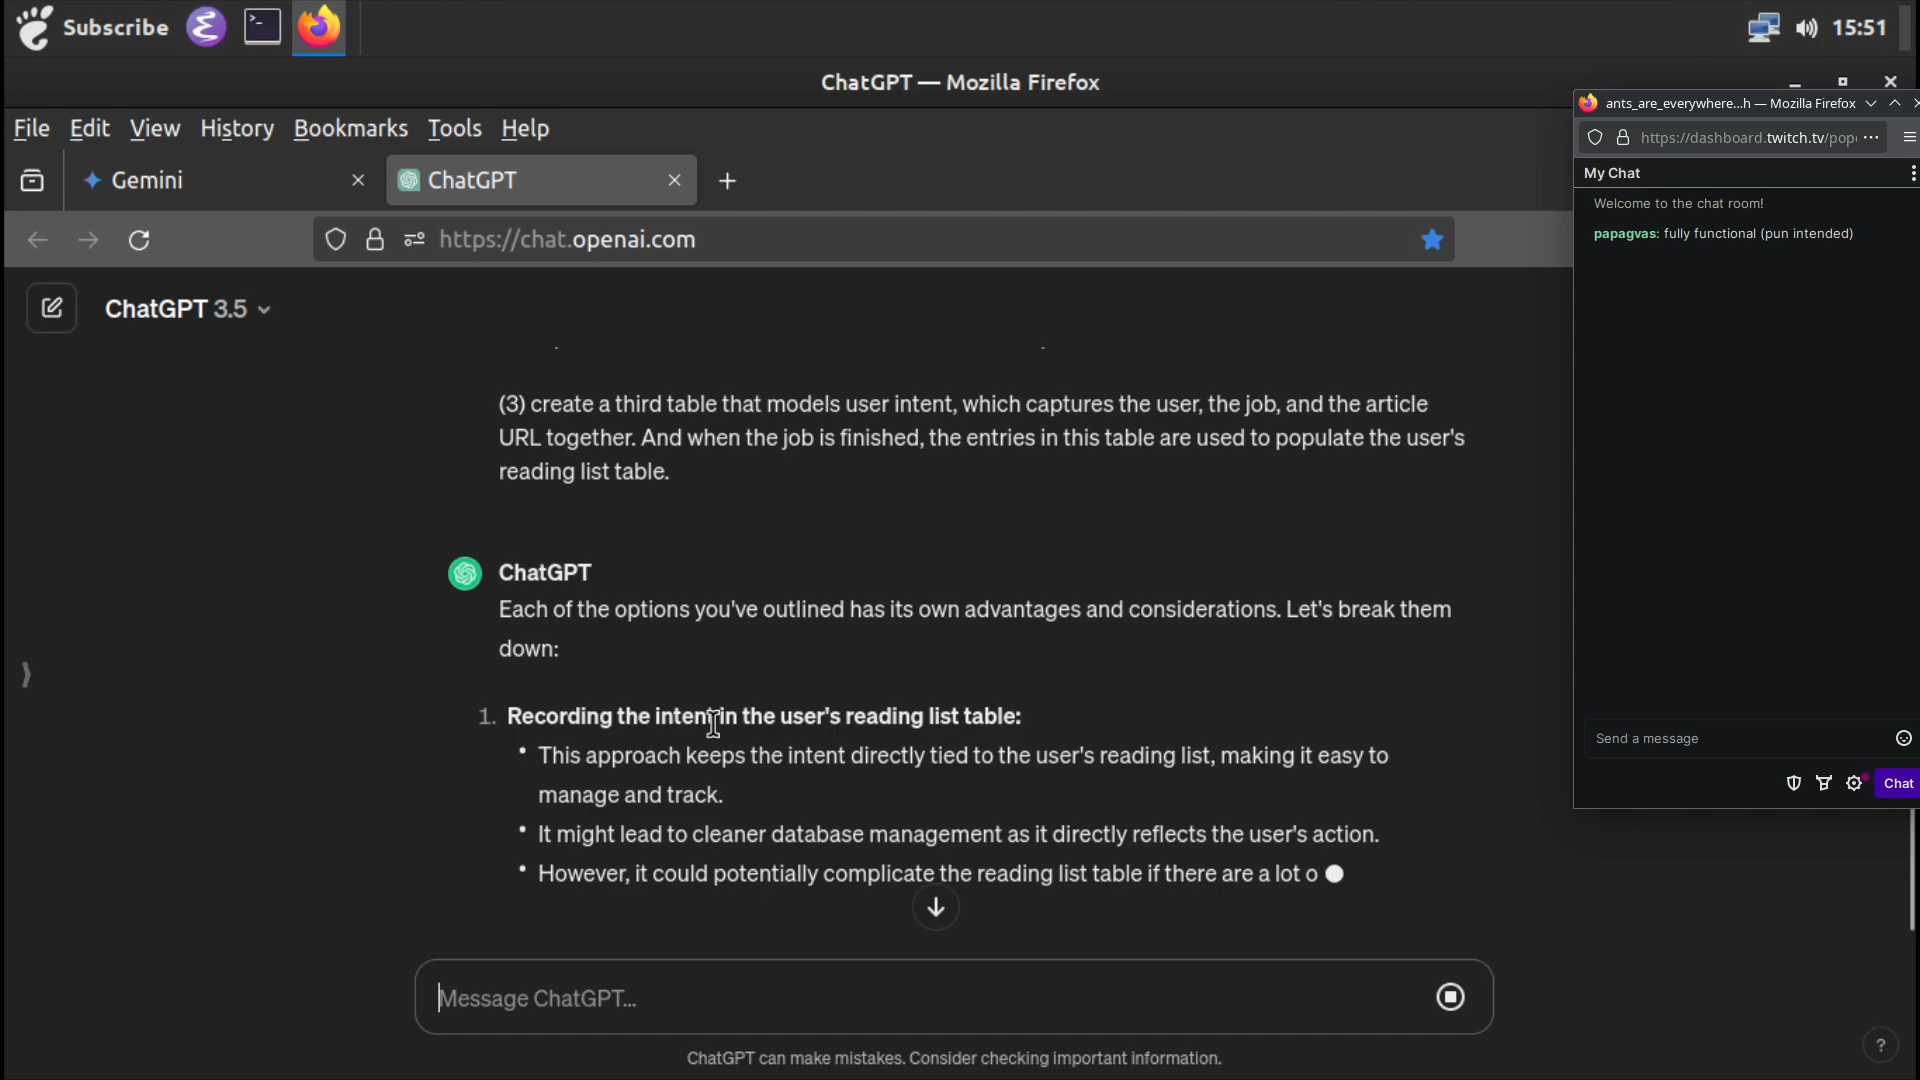 Subscribe
15:51
ChatGPT — Mozilla Firefox
File Edit View History Bookmarks Tools Help
Gemini
ChatGPT
https://chat.openai.com
ChatGPT 3.5
(3) create a third table that models user intent, which captures the user, the job, and the article
URL together. And when the job is finished, the entries in this table are used to populate the user's
reading list table.
ChatGPT
Each of the options you've outlined has its own advantages and considerations. Let's break them
down:
1. Recording the intent in the user's reading list table:
• This approach keeps the intent directly tied to the user's reading list, making it easy to
manage and track.
• It might lead to cleaner database management as it directly reflects the user's action.
• However, it could potentially complicate the reading list table if there are a lot o
Message ChatGPT...
ChatGPT can make mistakes. Consider checking important information.
?
ants_are_everywhere...h — Mozilla Firefox
https://dashboard.twitch.tv/pop
My Chat
Welcome to the chat room!
papagvas: fully functional (pun intended)
Send a message
Chat